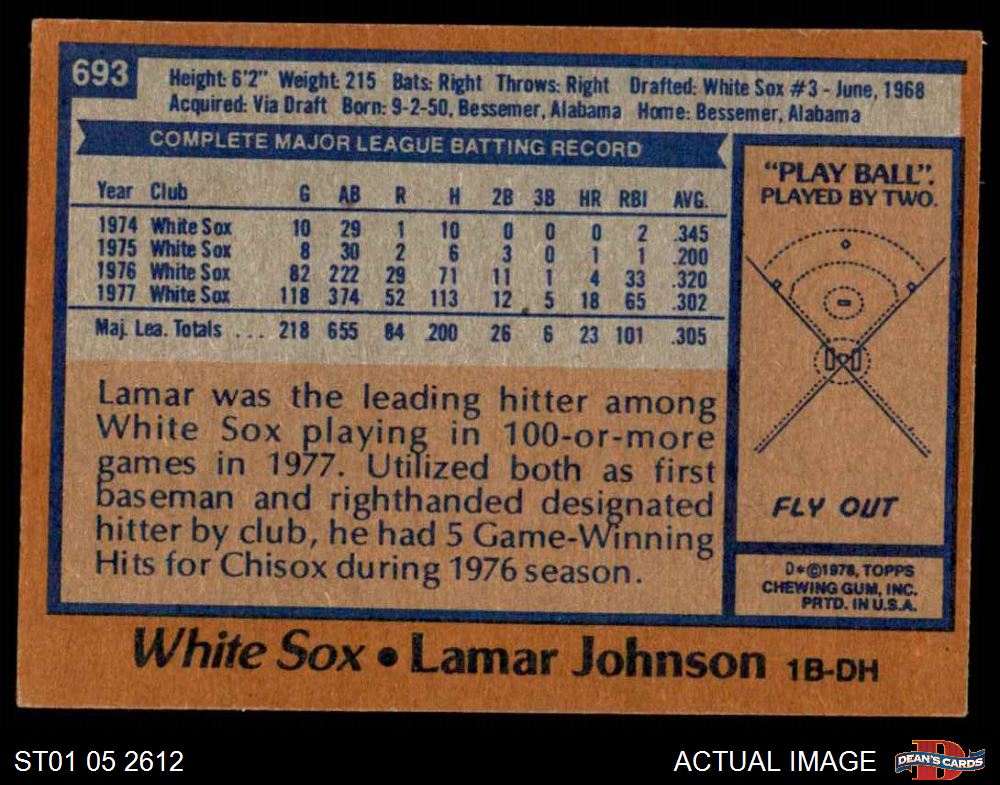 693
Height: 6'2" Weight: 215 Bats: Right Throws: Right Drafted: White Sox #3 - June, 1968
Acquired: Via Draft Born: 9-2-50, Bessemer, Alabama Home: Bessemer, Alabama
COMPLETE MAJOR LEAGUE BATTING RECORD
Year Club G AB R H 2B 3B HR RBI AVG.
1974 White Sox 10 29 1 10 0 0 0 2 .345
1975 White Sox 8 30 2 6 3 0 1 1 .200
1976 White Sox 82 222 29 71 11 1 4 33 .320
1977 White Sox 118 374 52 113 12 5 18 65 .302
Maj. Lea. Totals ... 218 655 84 200 26 6 23 101 .305
Lamar was the leading hitter among
White Sox playing in 100-or-more
games in 1977. Utilized both as first
baseman and righthanded designated
hitter by club, he had 5 Game-Winning
Hits for Chisox during 1976 season.
"PLAY BALL".
PLAYED BY TWO.
FLY OUT
D*©1978, TOPPS
CHEWING GUM, INC.
PRTD. IN U.S.A.
White Sox • Lamar Johnson 1B-DH
ST01 05 2612
ACTUAL IMAGE
DEAN'S CARDS